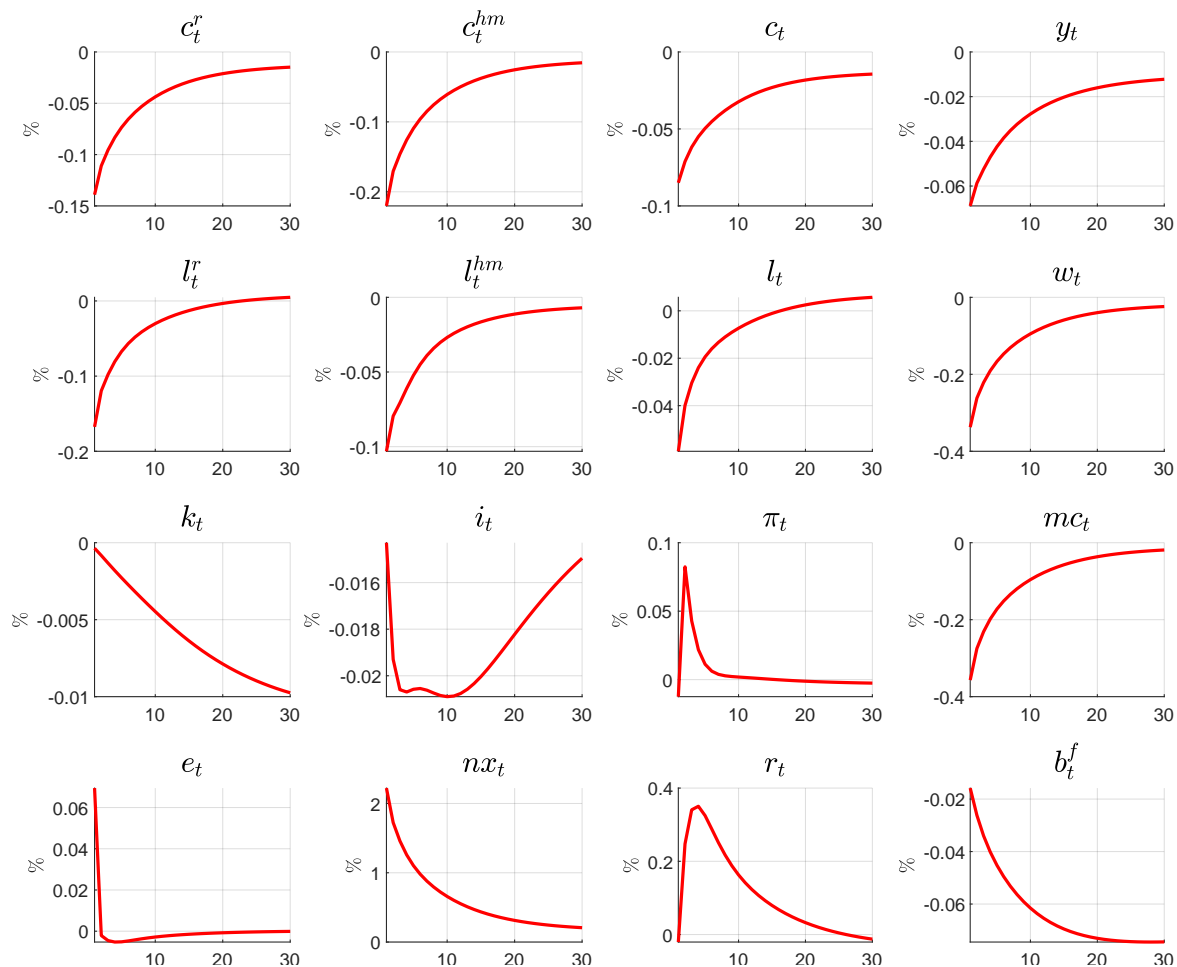 c_t^r c_t^{hm} c_t y_t
0 0 0 0
-0.05 -0.1 -0.05 -0.02
-0.1 -0.2 -0.1 -0.04
-0.15 -0.06
% % % %
10 20 30 10 20 30 10 20 30 10 20 30
l_t^r l_t^{hm} l_t w_t
0 0 0 0
-0.1 -0.05 -0.02 -0.2
-0.2 -0.1 -0.04 -0.4
% % % %
10 20 30 10 20 30 10 20 30 10 20 30
k_t i_t π_t mc_t
0 -0.016 0.1 0
-0.005 -0.018 0.05 -0.2
-0.01 -0.02 0 -0.4
% % % %
10 20 30 10 20 30 10 20 30 10 20 30
e_t nx_t r_t b_t^f
0.06 2 0.4 -0.02
0.04 1 0.2 -0.04
0.02 0 0 -0.06
0
% % % %
10 20 30 10 20 30 10 20 30 10 20 30